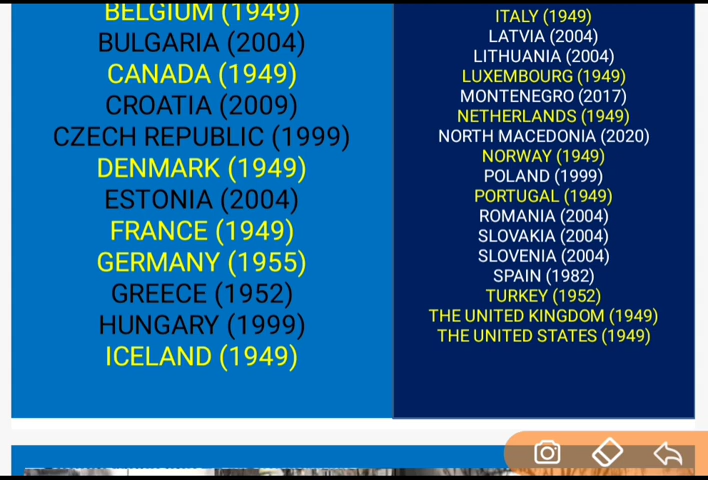 BELGIUM (1949)
BULGARIA (2004)
CANADA (1949)
CROATIA (2009)
CZECH REPUBLIC (1999)
DENMARK (1949)
ESTONIA (2004)
FRANCE (1949)
GERMANY (1955)
GREECE (1952)
HUNGARY (1999)
ICELAND (1949)
ITALY (1949)
LATVIA (2004)
LITHUANIA (2004)
LUXEMBOURG (1949)
MONTENEGRO (2017)
NETHERLANDS (1949)
NORTH MACEDONIA (2020)
NORWAY (1949)
POLAND (1999)
PORTUGAL (1949)
ROMANIA (2004)
SLOVAKIA (2004)
SLOVENIA (2004)
SPAIN (1982)
TURKEY (1952)
THE UNITED KINGDOM (1949)
THE UNITED STATES (1949)